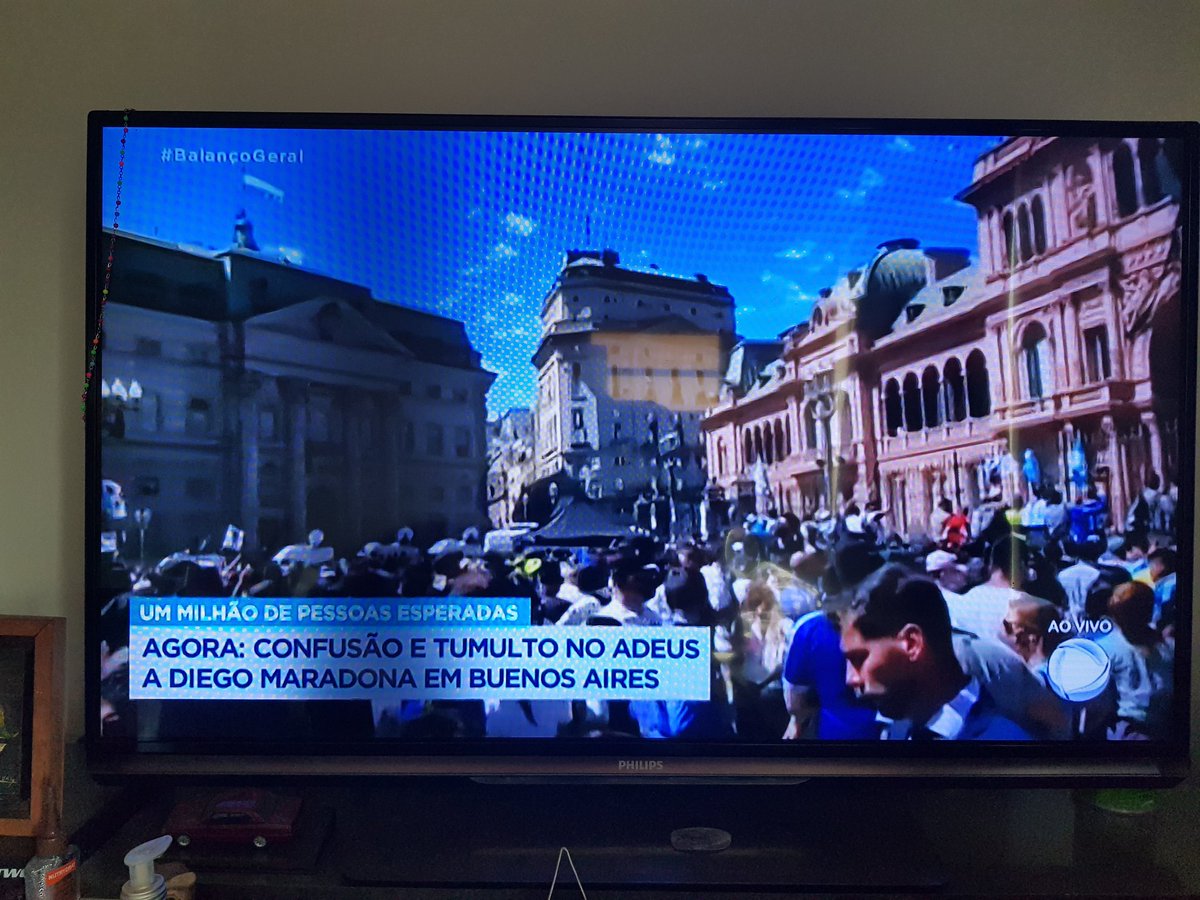 #BalançoGeral
UM MILHÃO DE PESSOAS ESPERADAS
AGORA: CONFUSÃO E TUMULTO NO ADEUS
A DIEGO MARADONA EM BUENOS AIRES
AO VIVO
PHILIPS